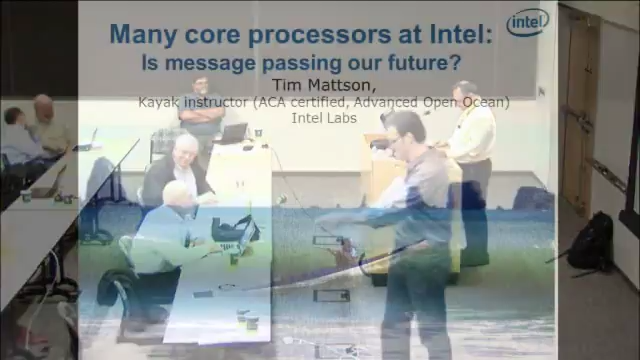 Many core processors at Intel:
intel
Is message passing our future?
Tim Mattson,
Kayak instructor (ACA certified, Advanced Open Ocean)
Intel Labs